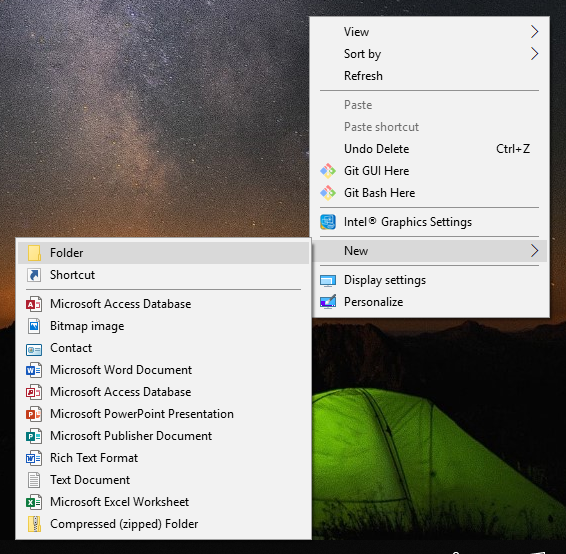 View
Sort by
Refresh
Paste
Paste shortcut
Undo Delete Ctrl+Z
Git GUI Here
Git Bash Here
Intel® Graphics Settings
New
Display settings
Personalize
Folder
Shortcut
Microsoft Access Database
Bitmap image
Contact
Microsoft Word Document
Microsoft Access Database
Microsoft PowerPoint Presentation
Microsoft Publisher Document
Rich Text Format
Text Document
Microsoft Excel Worksheet
Compressed (zipped) Folder